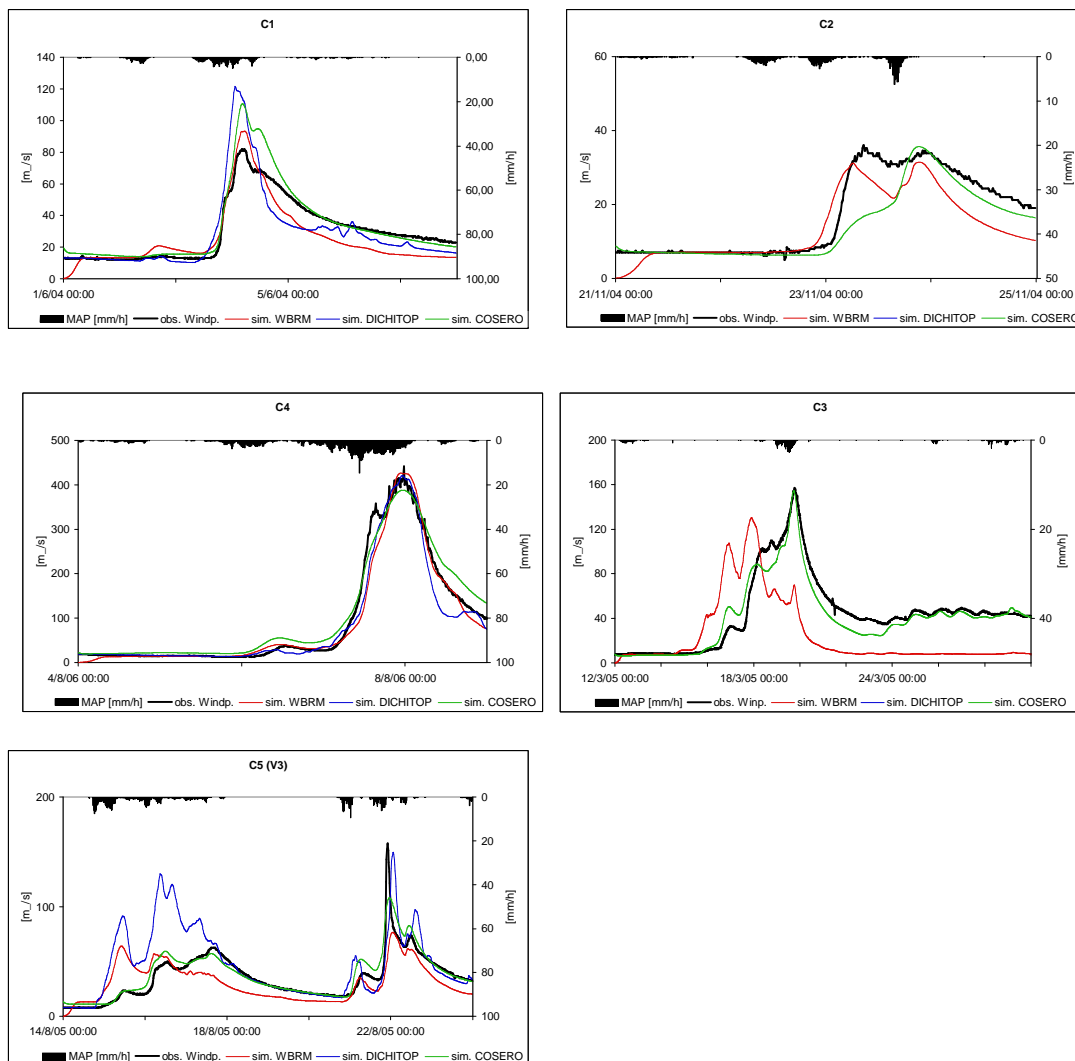 C1
140
120
100
80
60
40
20
0
[m_/s]
0,00
20,00
40,00
60,00
80,00
100,00
[mm/h]
1/6/04 00:00 5/6/04 00:00
MAP [mm/h] obs. Windp. sim. WBRM sim. DICHITOP sim. COSERO
C2
60
40
20
0
[m_/s]
0
10
20
30
40
50
[mm/h]
21/11/04 00:00 23/11/04 00:00 25/11/04 00:00
MAP [mm/h] obs. Windp. sim. WBRM sim. DICHITOP sim. COSERO
C4
500
400
300
200
100
0
[m_/s]
0
20
40
60
80
100
[mm/h]
4/8/06 00:00 8/8/06 00:00
MAP [mm/h] obs. Windp. sim. WBRM sim. DICHITOP sim. COSERO
C3
200
160
120
80
40
0
[m_/s]
0
20
40
60
80
100
[mm/h]
12/3/05 00:00 18/3/05 00:00 24/3/05 00:00
MAP [mm/h] obs. Winp. sim. WBRM sim. DICHITOP sim. COSERO
C5 (V3)
200
100
0
[m_/s]
0
20
40
60
80
100
[mm/h]
14/8/05 00:00 18/8/05 00:00 22/8/05 00:00
MAP [mm/h] obs. Windp. sim. WBRM sim. DICHITOP sim. COSERO